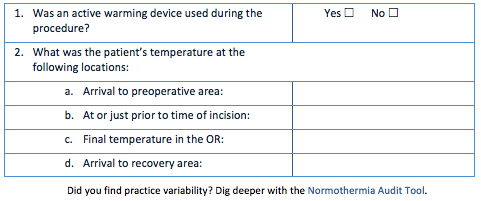 1. Was an active warming device used during the
procedure?
Yes ☐ No ☐
2. What was the patient's temperature at the
following locations:
a. Arrival to preoperative area:
b. At or just prior to time of incision:
c. Final temperature in the OR:
d. Arrival to recovery area:
Did you find practice variability? Dig deeper with the Normothermia Audit Tool.